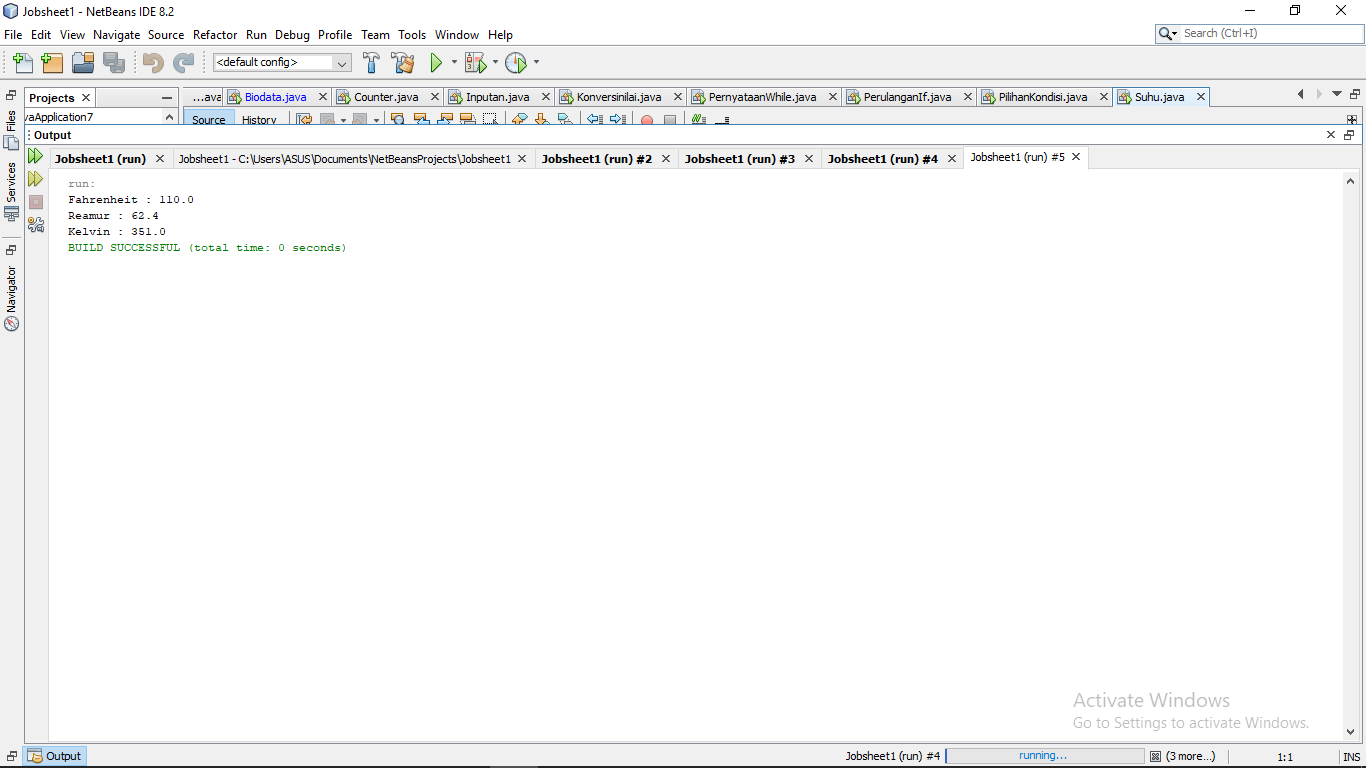 Jobsheet1 - NetBeans IDE 8.2
File Edit View Navigate Source Refactor Run Debug Profile Team Tools Window Help
Search (Ctrl+I)
<default config>
Projects
...ava Biodata.java Counter.java Inputan.java Konversinilai.java PernyataanWhile.java PerulanganIf.java PilihanKondisi.java Suhu.java
vaApplication7
Source History
Files
Services
Navigator
Output
Jobsheet1 (run) Jobsheet1 - C:\Users\ASUS\Documents\NetBeansProjects\Jobsheet1 Jobsheet1 (run) #2 Jobsheet1 (run) #3 Jobsheet1 (run) #4 Jobsheet1 (run) #5
run:
Fahrenheit : 110.0
Reamur : 62.4
Kelvin : 351.0
BUILD SUCCESSFUL (total time: 0 seconds)
Activate Windows
Go to Settings to activate Windows.
Output
Jobsheet1 (run) #4 running... (3 more...) 1:1 INS